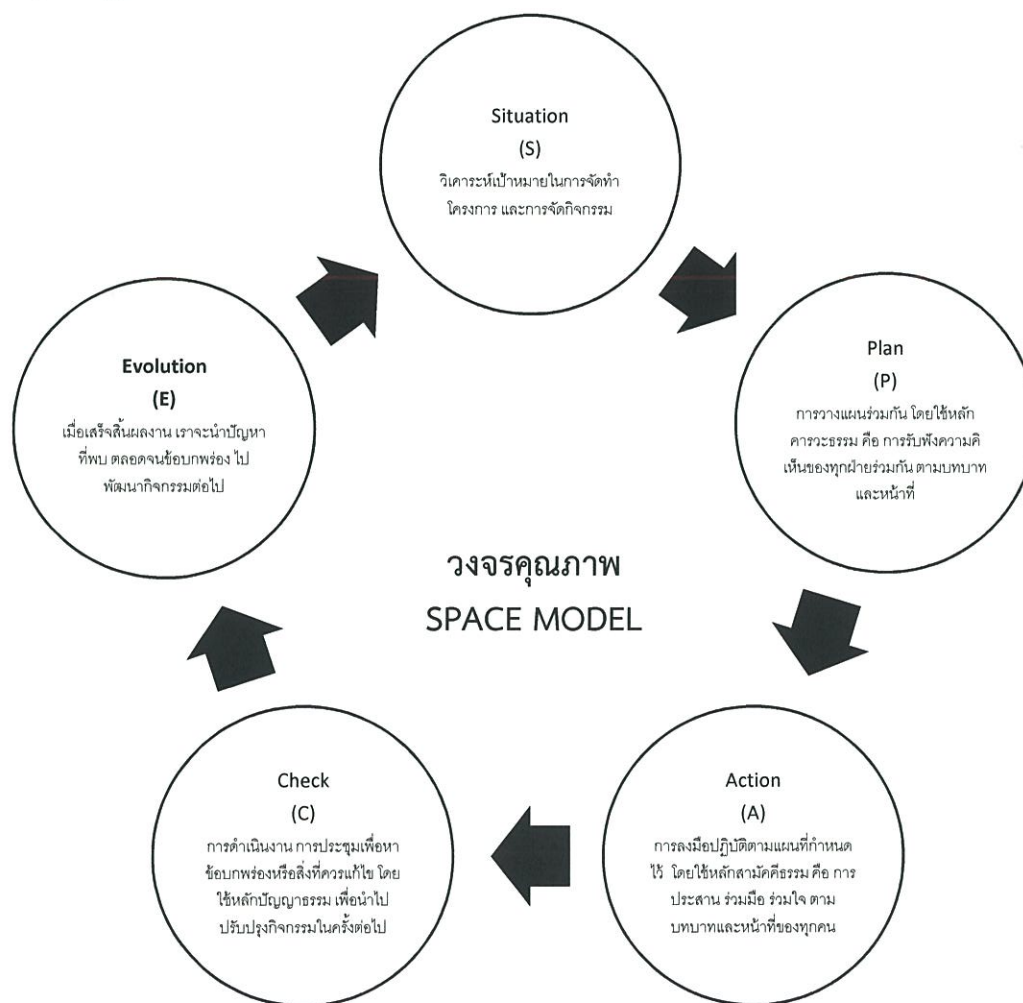 Situation
(S)
วิเคาระห์เป้าหมายในการจัดทำ
โครงการ และการจัดกิจกรรม
Plan
(P)
การวางแผนร่วมกัน โดยใช้หลัก
คารวะธรรม คือ การรับฟังความคิ
เห็นของทุกฝ่ายร่วมกัน ตามบทบาท
และหน้าที่
Action
(A)
การลงมือปฏิบัติตามแผนที่กำหนด
ไว้ โดยใช้หลักสามัคคีธรรม คือ การ
ประสาน ร่วมมือ ร่วมใจ ตาม
บทบาทและหน้าที่ของทุกคน
Check
(C)
การดำเนินงาน การประชุมเพื่อหา
ข้อบกพร่องหรือสิ่งที่ควรแก้ไข โดย
ใช้หลักปัญญาธรรม เพื่อนำไป
ปรับปรุงกิจกรรมในครั้งต่อไป
Evolution
(E)
เมื่อเสร็จสิ้นผลงาน เราจะนำปัญหา
ที่พบ ตลอดจนข้อบกพร่อง ไป
พัฒนากิจกรรมต่อไป
วงจรคุณภาพ
SPACE MODEL